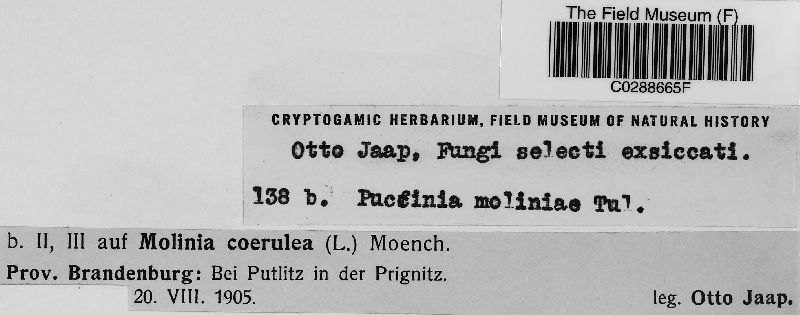 The Field Museum (F)
C0288665F
CRYPTOGAMIC HERBARIUM, FIELD MUSEUM OF NATURAL HISTORY
Otto Jaap, Fungi selecti exsiccati.
138 b. Puccinia moliniae Tul.
b. II, III auf Molinia coerulea (L.) Moench.
Prov. Brandenburg: Bei Putlitz in der Prignitz.
20. VIII. 1905. leg. Otto Jaap.